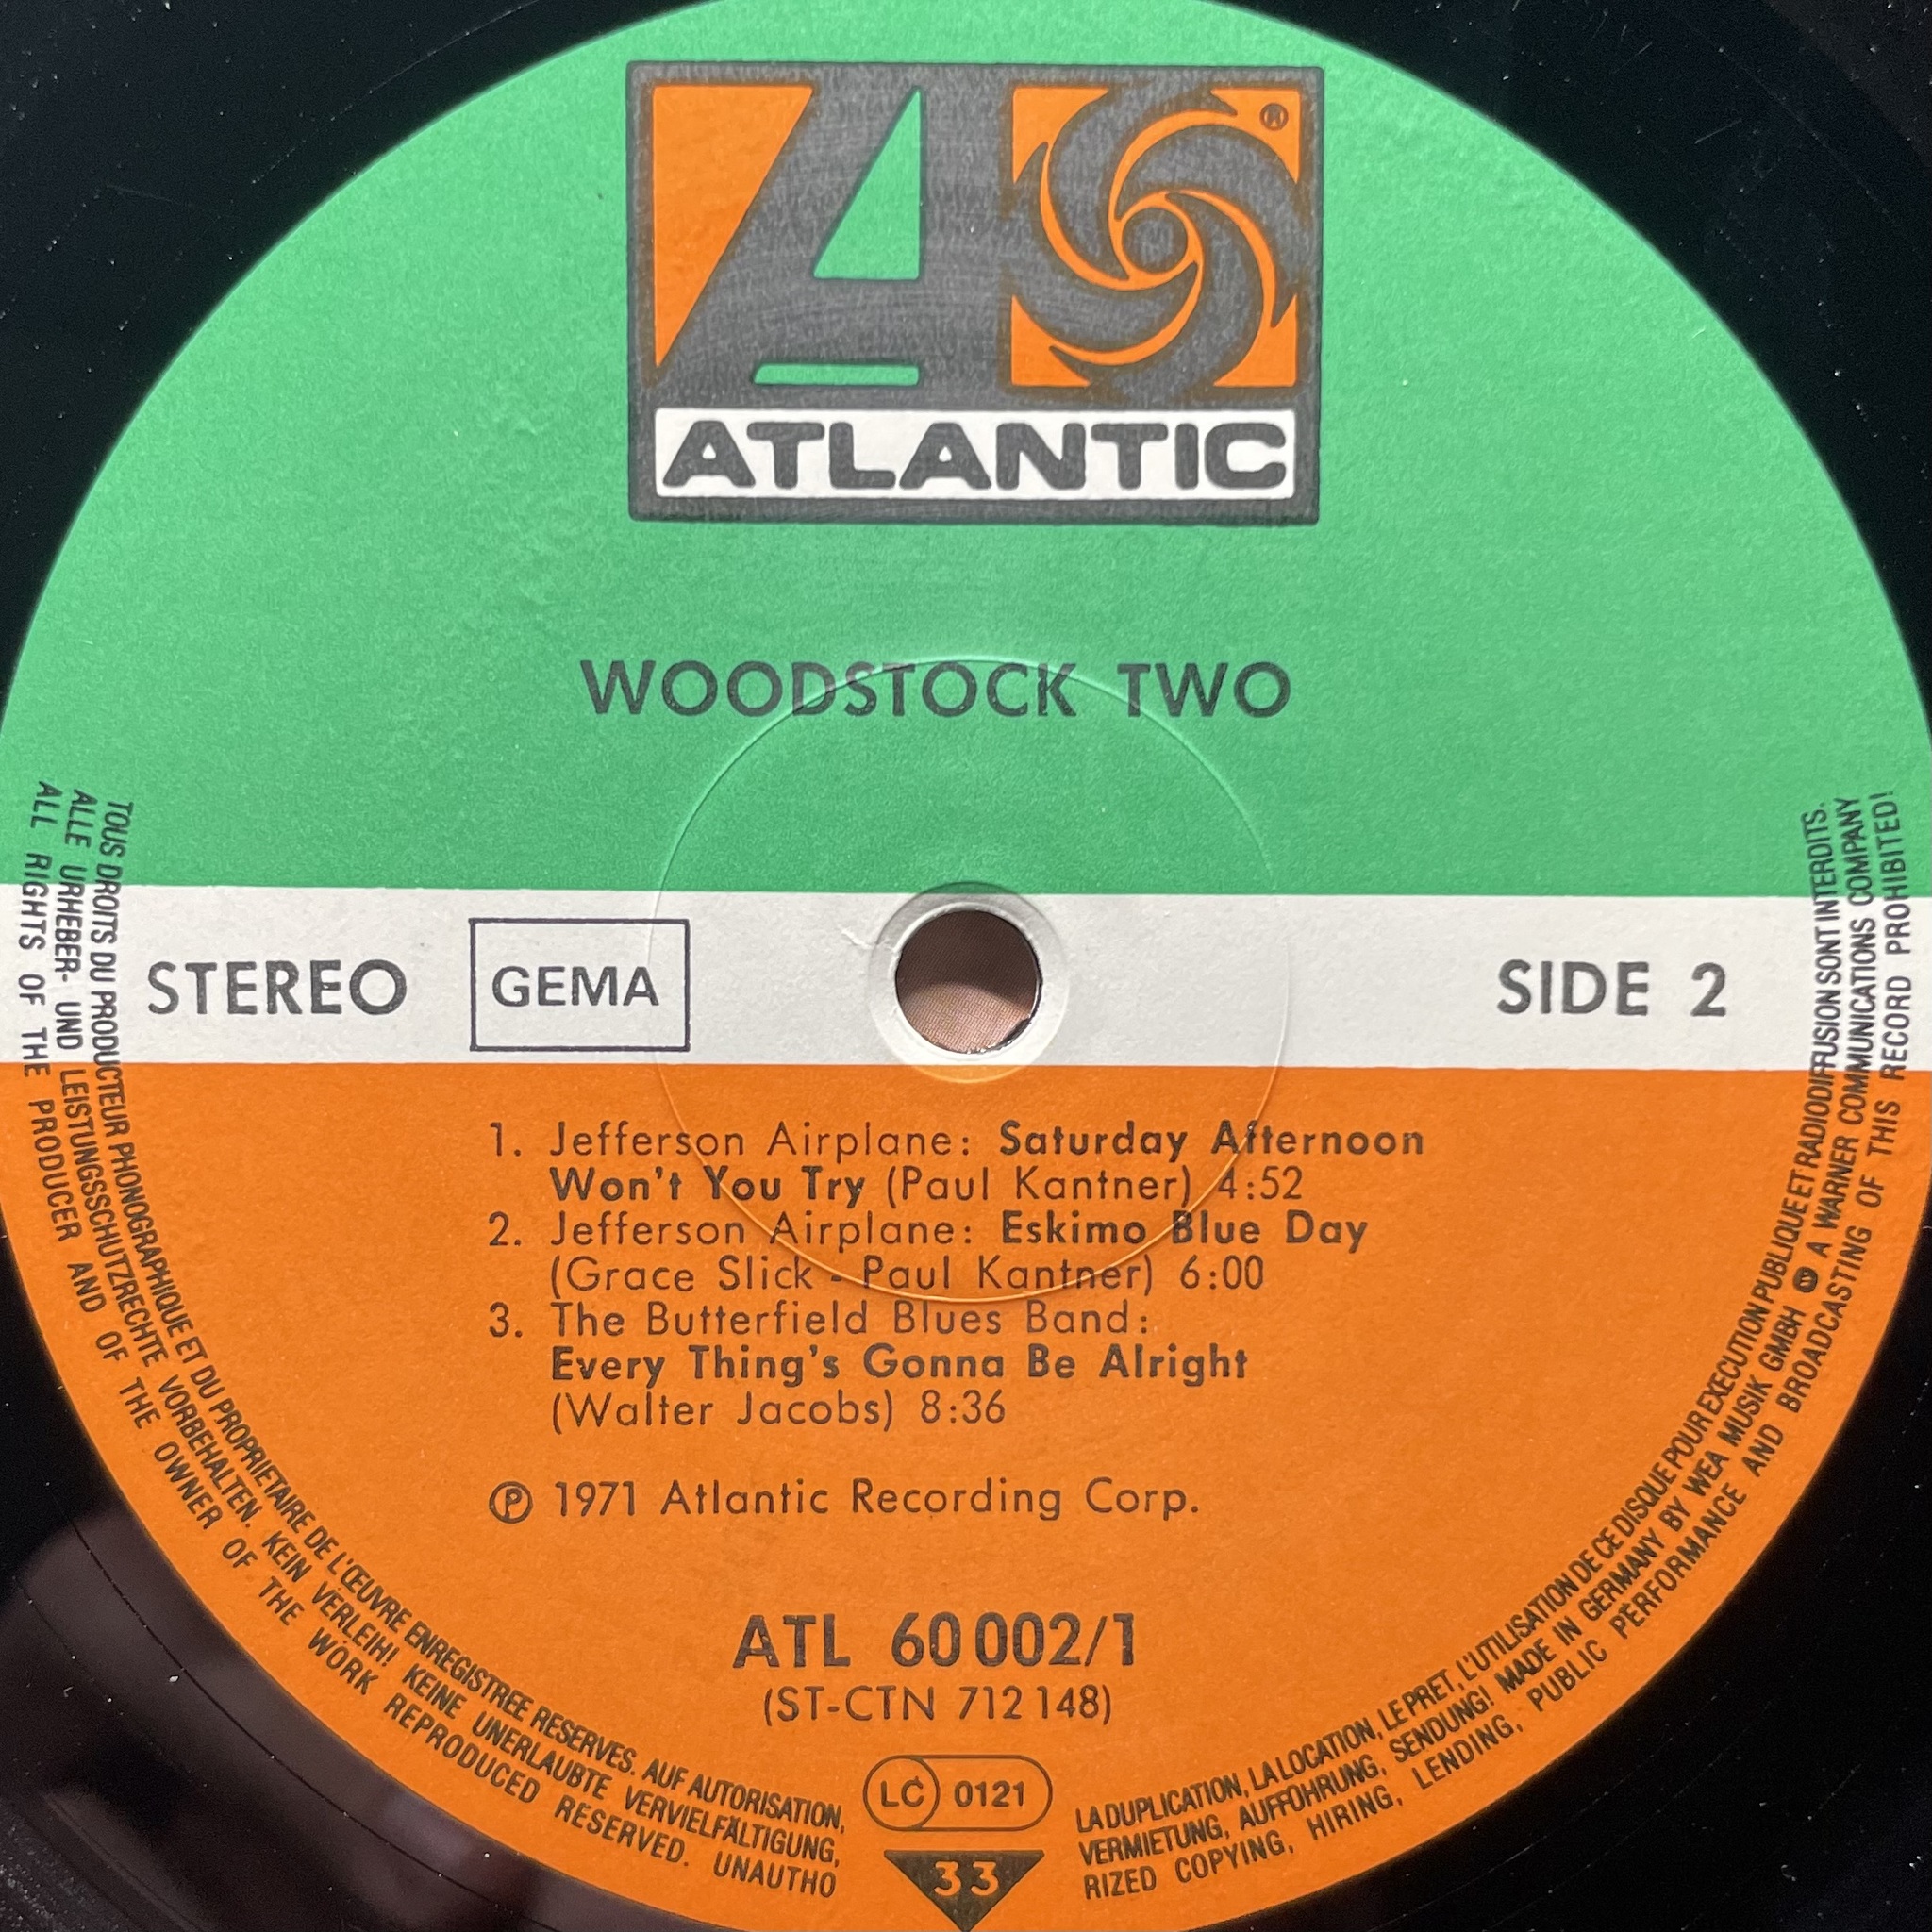 ®
ATLANTIC
WOODSTOCK TWO
STEREO
GEMA
SIDE 2
1. Jefferson Airplane: Saturday Afternoon
Won't You Try (Paul Kantner) 4:52
2. Jefferson Airplane: Eskimo Blue Day
(Grace Slick - Paul Kantner) 6:00
3. The Butterfield Blues Band:
Every Thing's Gonna Be Alright
(Walter Jacobs) 8:36
℗ 1971 Atlantic Recording Corp.
ATL 60 002/1
(ST-CTN 712 148)
LC 0121
33
TOUS DROITS DU PRODUCTEUR PHONOGRAPHIQUE ET DU PROPRIETAIRE DE L'ŒUVRE ENREGISTREE RESERVES. AUF AUTORISATION,
LA DUPLICATION, LA LOCATION, LE PRET, L'UTILISATION DE CE DISQUE POUR EXECUTION PUBLIQUE ET RADIODIFFUSION SONT INTERDITS.
ALLE URHEBER- UND LEISTUNGSSCHUTZRECHTE VORBEHALTEN. KEIN VERLEIH! KEINE UNERLAUBTE VERVIELFÄLTIGUNG,
VERMIETUNG, AUFFÜHRUNG, SENDUNG! MADE IN GERMANY BY WEA MUSIK GMBH A WARNER COMMUNICATIONS COMPANY
ALL RIGHTS OF THE PRODUCER AND OF THE OWNER OF THE WORK REPRODUCED RESERVED. UNAUTHO
RIZED COPYING, HIRING, LENDING, PUBLIC PERFORMANCE AND BROADCASTING OF THIS RECORD PROHIBITED!